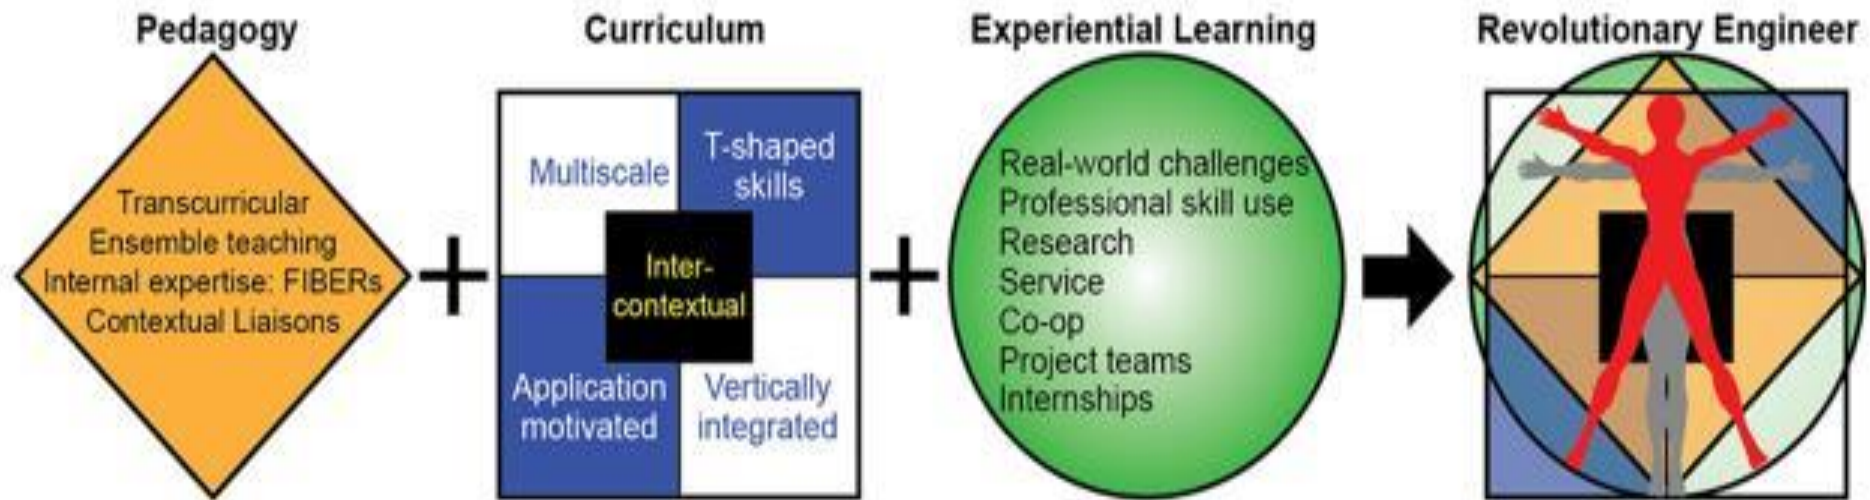 Pedagogy
Transcurricular
Ensemble teaching
Internal expertise: FIBERs
Contextual Liaisons
Curriculum
Multiscale
T-shaped
skills
Inter-
contextual
Application
motivated
Vertically
integrated
Experiential Learning
Real-world challenges
Professional skill use
Research
Service
Co-op
Project teams
Internships
Revolutionary Engineer